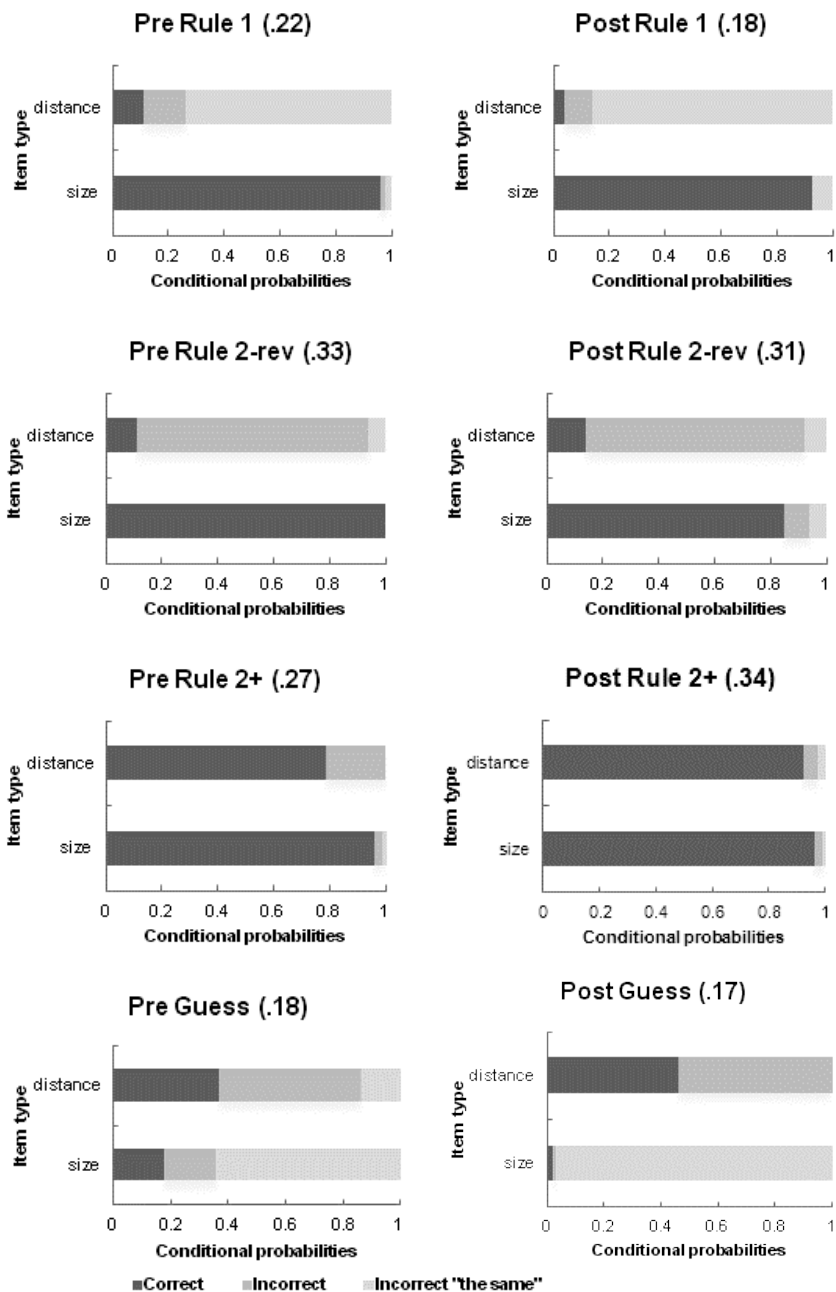 Pre Rule 1 (.22)
Item type
distance
size
0 0.2 0.4 0.6 0.8 1
Conditional probabilities
Post Rule 1 (.18)
Item type
distance
size
0 0.2 0.4 0.6 0.8 1
Conditional probabilities
Pre Rule 2-rev (.33)
Item type
distance
size
0 0.2 0.4 0.6 0.8 1
Conditional probabilities
Post Rule 2-rev (.31)
Item type
distance
size
0 0.2 0.4 0.6 0.8 1
Conditional probabilities
Pre Rule 2+ (.27)
Item type
distance
size
0 0.2 0.4 0.6 0.8 1
Conditional probabilities
Post Rule 2+ (.34)
Item type
distance
size
0 0.2 0.4 0.6 0.8 1
Conditional probabilities
Pre Guess (.18)
Item type
distance
size
0 0.2 0.4 0.6 0.8 1
Conditional probabilities
Post Guess (.17)
Item type
distance
size
0 0.2 0.4 0.6 0.8 1
Conditional probabilities
Correct Incorrect Incorrect "the same"